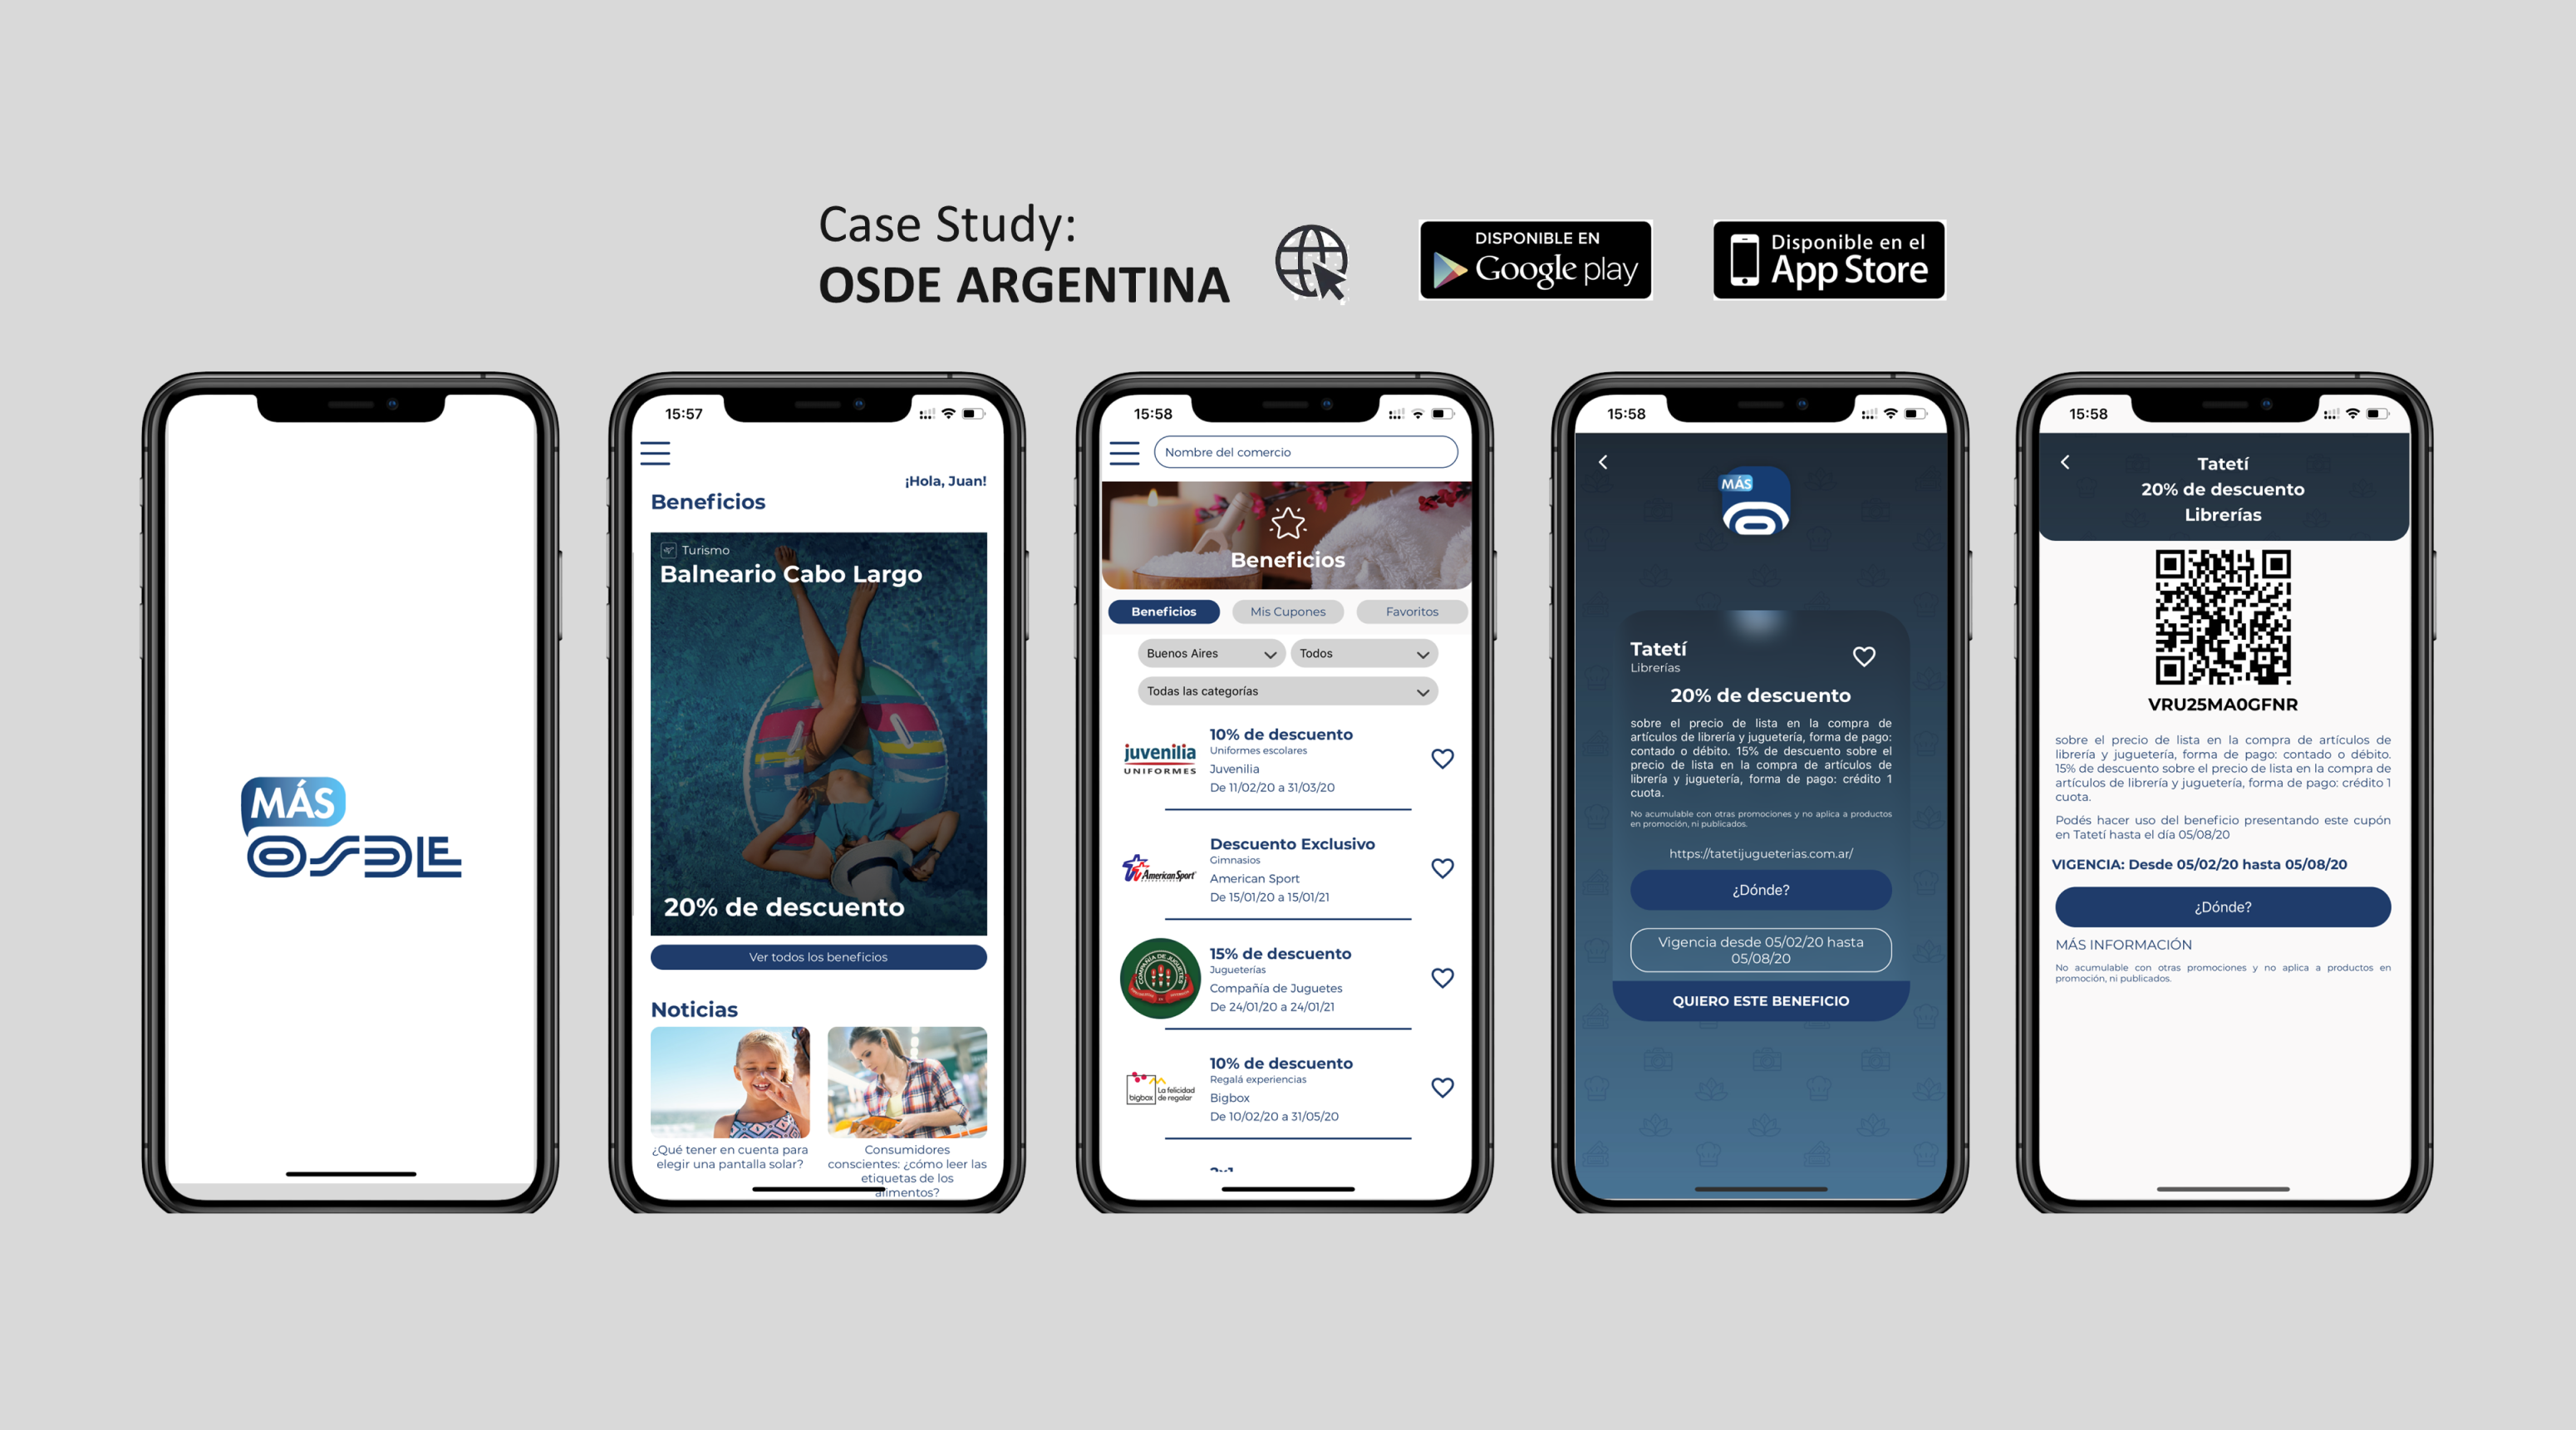 Case Study:
OSDE ARGENTINA
DISPONIBLE EN
Google play
Disponible en el
App Store
MÁS
OSDE
15:57
¡Hola, Juan!
Beneficios
Turismo
Balneario Cabo Largo
20% de descuento
Ver todos los beneficios
Noticias
¿Qué tener en cuenta para
elegir una pantalla solar?
Consumidores
conscientes: ¿cómo leer las
etiquetas de los
alimentos?
15:58
Nombre del comercio
Beneficios
Beneficios
Mis Cupones
Favoritos
Buenos Aires
Todos
Todas las categorías
juvenilia
UNIFORMES
10% de descuento
Uniformes escolares
Juvenilia
De 11/02/20 a 31/03/20
American Sport
Descuento Exclusivo
Gimnasios
American Sport
De 15/01/20 a 15/01/21
COMPAÑÍA DE JUGUETES
15% de descuento
Jugueterías
Compañía de Juguetes
De 24/01/20 a 24/01/21
bigbox
La felicidad
de regalar
10% de descuento
Regalá experiencias
Bigbox
De 10/02/20 a 31/05/20
2x1
15:58
MÁS
Tatetí
Librerías
20% de descuento
sobre el precio de lista en la compra de
artículos de librería y juguetería, forma de pago:
contado o débito. 15% de descuento sobre el
precio de lista en la compra de artículos de
librería y juguetería, forma de pago: crédito 1
cuota.
No acumulable con otras promociones y no aplica a productos
en promoción, ni publicados.
https://tatetijugueterias.com.ar/
¿Dónde?
Vigencia desde 05/02/20 hasta
05/08/20
QUIERO ESTE BENEFICIO
15:58
Tatetí
20% de descuento
Librerías
VRU25MA0GFNR
sobre el precio de lista en la compra de artículos de
librería y juguetería, forma de pago: contado o débito.
15% de descuento sobre el precio de lista en la compra de
artículos de librería y juguetería, forma de pago: crédito 1
cuota.
Podés hacer uso del beneficio presentando este cupón
en Tatetí hasta el día 05/08/20
VIGENCIA: Desde 05/02/20 hasta 05/08/20
¿Dónde?
MÁS INFORMACIÓN
No acumulable con otras promociones y no aplica a productos en
promoción, ni publicados.